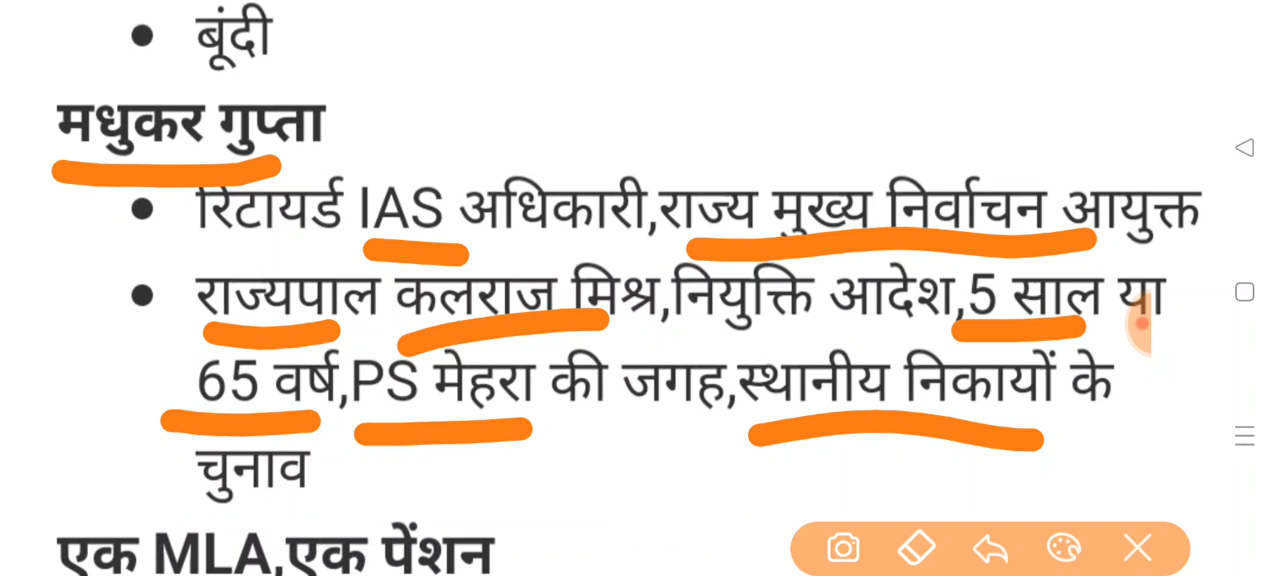 • बूंदी
मधुकर गुप्ता
• रिटायर्ड IAS अधिकारी,राज्य मुख्य निर्वाचन आयुक्त
• राज्यपाल कलराज मिश्र,नियुक्ति आदेश,5 साल या
65 वर्ष,PS मेहरा की जगह,स्थानीय निकायों के
चुनाव
एक MLA,एक पेंशन